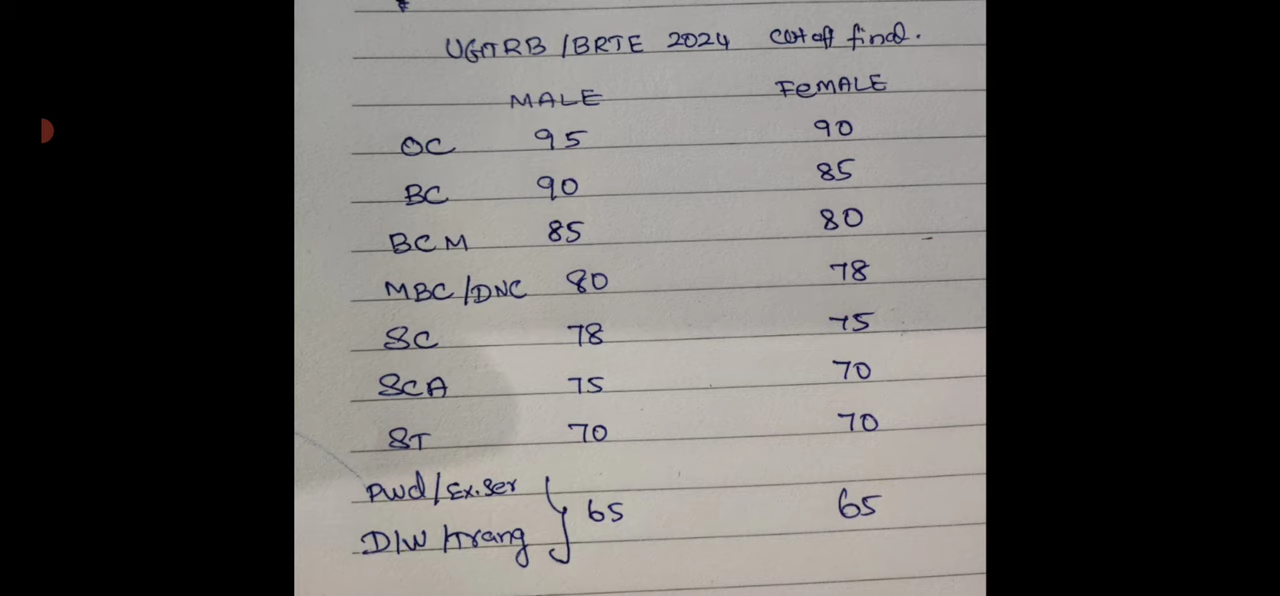 UGTRB/BRTE 2024 Cut off final.
MALE FeMALE
OC 95 90
BC 90 85
BCM 85 80
MBC/DNC 80 78
SC 78 75
SCA 75 70
ST 70 70
Pwd/Ex.Ser
65 65
D/W/Trang